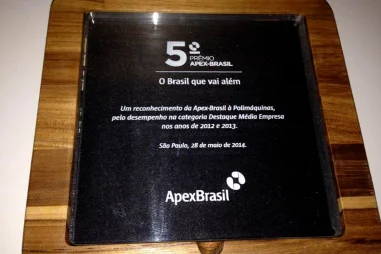 5º
PRÊMIO
APEX-BRASIL
O Brasil que vai além
Um reconhecimento da Apex-Brasil à Polimáquinas,
pelo desempenho na categoria Destaque Média Empresa
nos anos de 2012 e 2013.
São Paulo, 28 de maio de 2014.
ApexBrasil